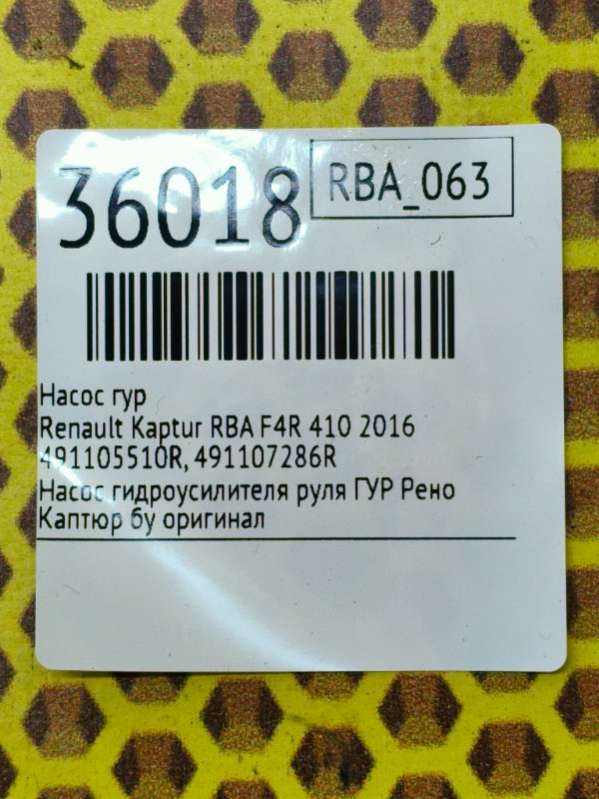 36018
RBA_063
Насос гур
Renault Kaptur RBA F4R 410 2016
491105510R, 491107286R
Насос гидроусилителя руля ГУР Рено
Каптюр бу оригинал